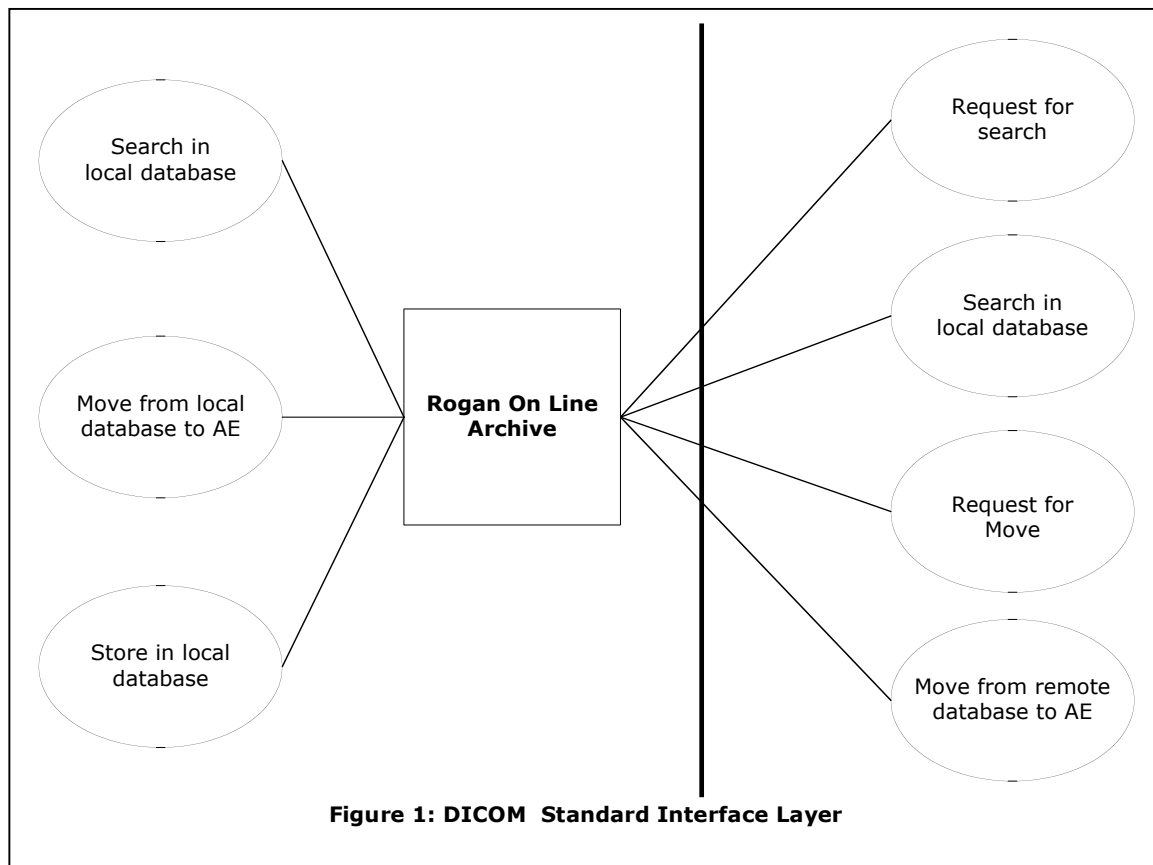 Search in
local database
Move from local
database to AE
Store in local
database
Rogan On Line
Archive
Request for
search
Search in
local database
Request for
Move
Move from remote
database to AE
Figure 1: DICOM  Standard Interface Layer